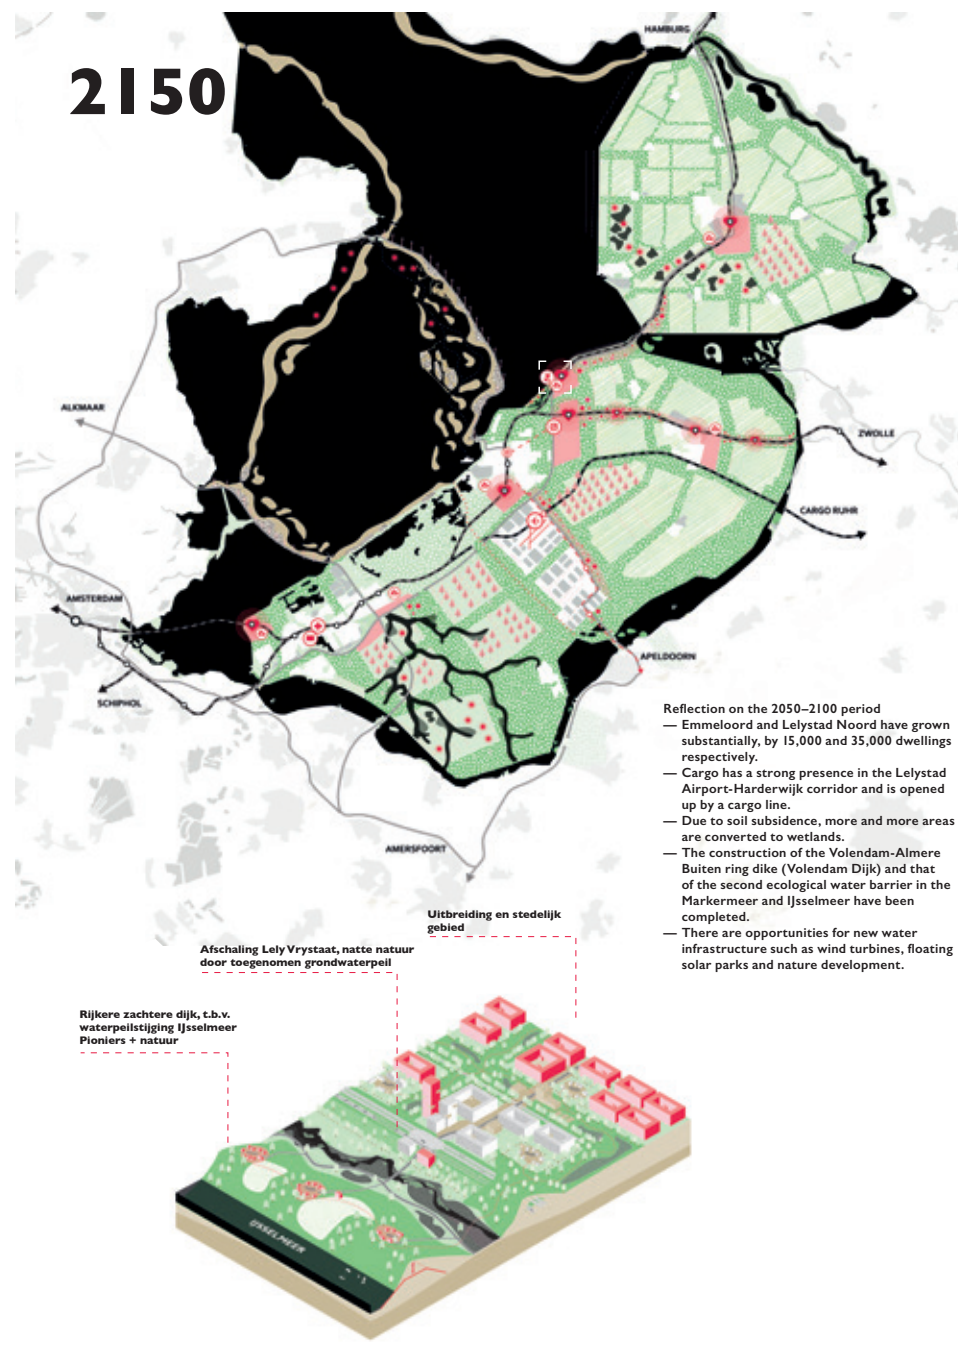 2150
HAMBURG
ALKMAAR
ZWOLLE
CARGO RUHR
AMSTERDAM
SCHIPHOL
APELDOORN
AMERSFOORT
Reflection on the 2050–2100 period
— Emmeloord and Lelystad Noord have grown
substantially, by 15,000 and 35,000 dwellings
respectively.
— Cargo has a strong presence in the Lelystad
Airport-Harderwijk corridor and is opened
up by a cargo line.
— Due to soil subsidence, more and more areas
are converted to wetlands.
— The construction of the Volendam-Almere
Buiten ring dike (Volendam Dijk) and that
of the second ecological water barrier in the
Markermeer and IJsselmeer have been
completed.
— There are opportunities for new water
infrastructure such as wind turbines, floating
solar parks and nature development.
Uitbreiding en stedelijk
gebied
Afschaling Lely Vrystaat, natte natuur
door toegenomen grondwaterpeil
Rijkere zachtere dijk, t.b.v.
waterpeilstijging IJsselmeer
Pioniers + natuur
IJSSELMEER